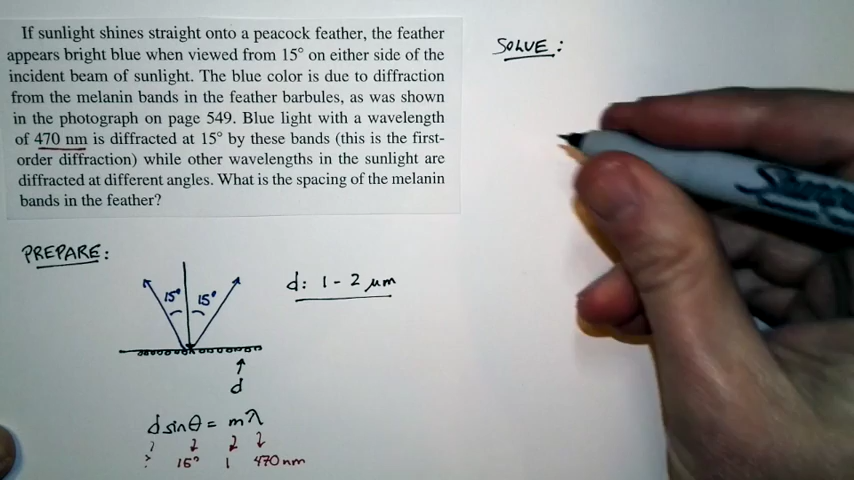 If sunlight shines straight onto a peacock feather, the feather
appears bright blue when viewed from 15° on either side of the
incident beam of sunlight. The blue color is due to diffraction
from the melanin bands in the feather barbules, as was shown
in the photograph on page 549. Blue light with a wavelength
of 470 nm is diffracted at 15° by these bands (this is the first-
order diffraction) while other wavelengths in the sunlight are
diffracted at different angles. What is the spacing of the melanin
bands in the feather?
SOLVE:
PREPARE:
15° 15°
d: 1 - 2 μm
d
d sin θ = m λ
? 15° 1 470 nm
Sharpie